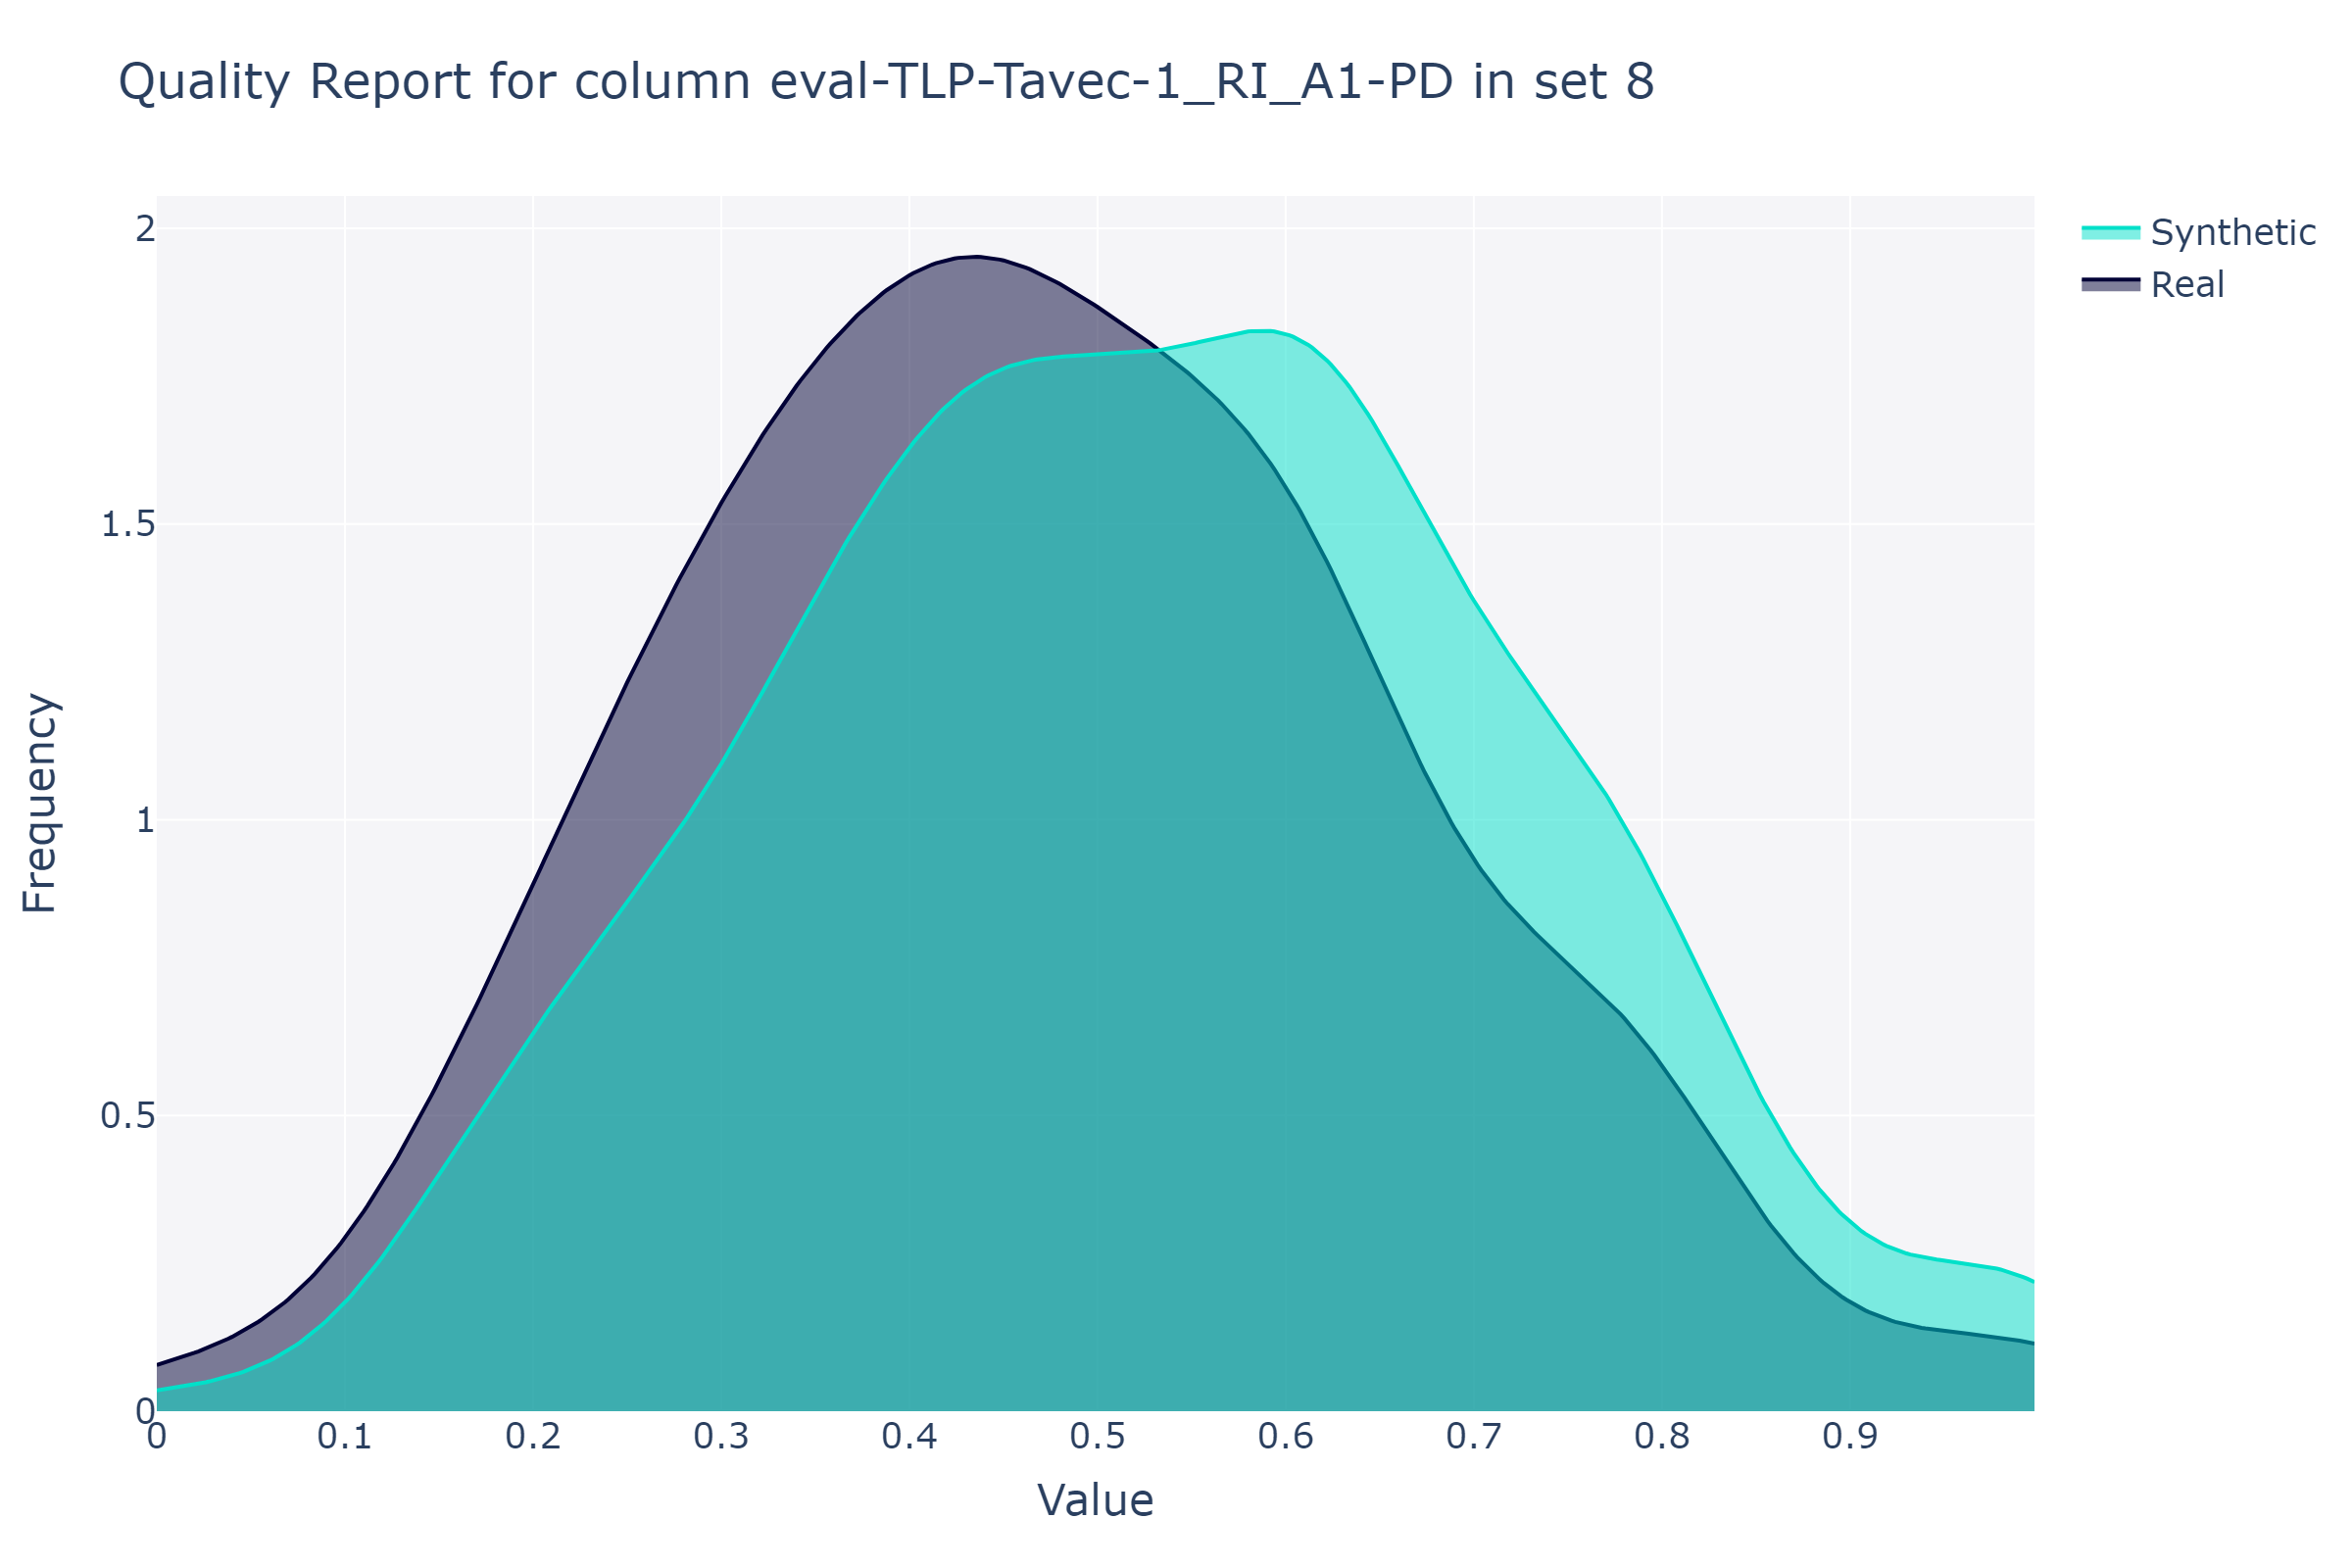 Quality Report for column eval-TLP-Tavec-1_RI_A1-PD in set 8
Synthetic
Real
Frequency
2
1.5
1
0.5
0
0 0.1 0.2 0.3 0.4 0.5 0.6 0.7 0.8 0.9
Value